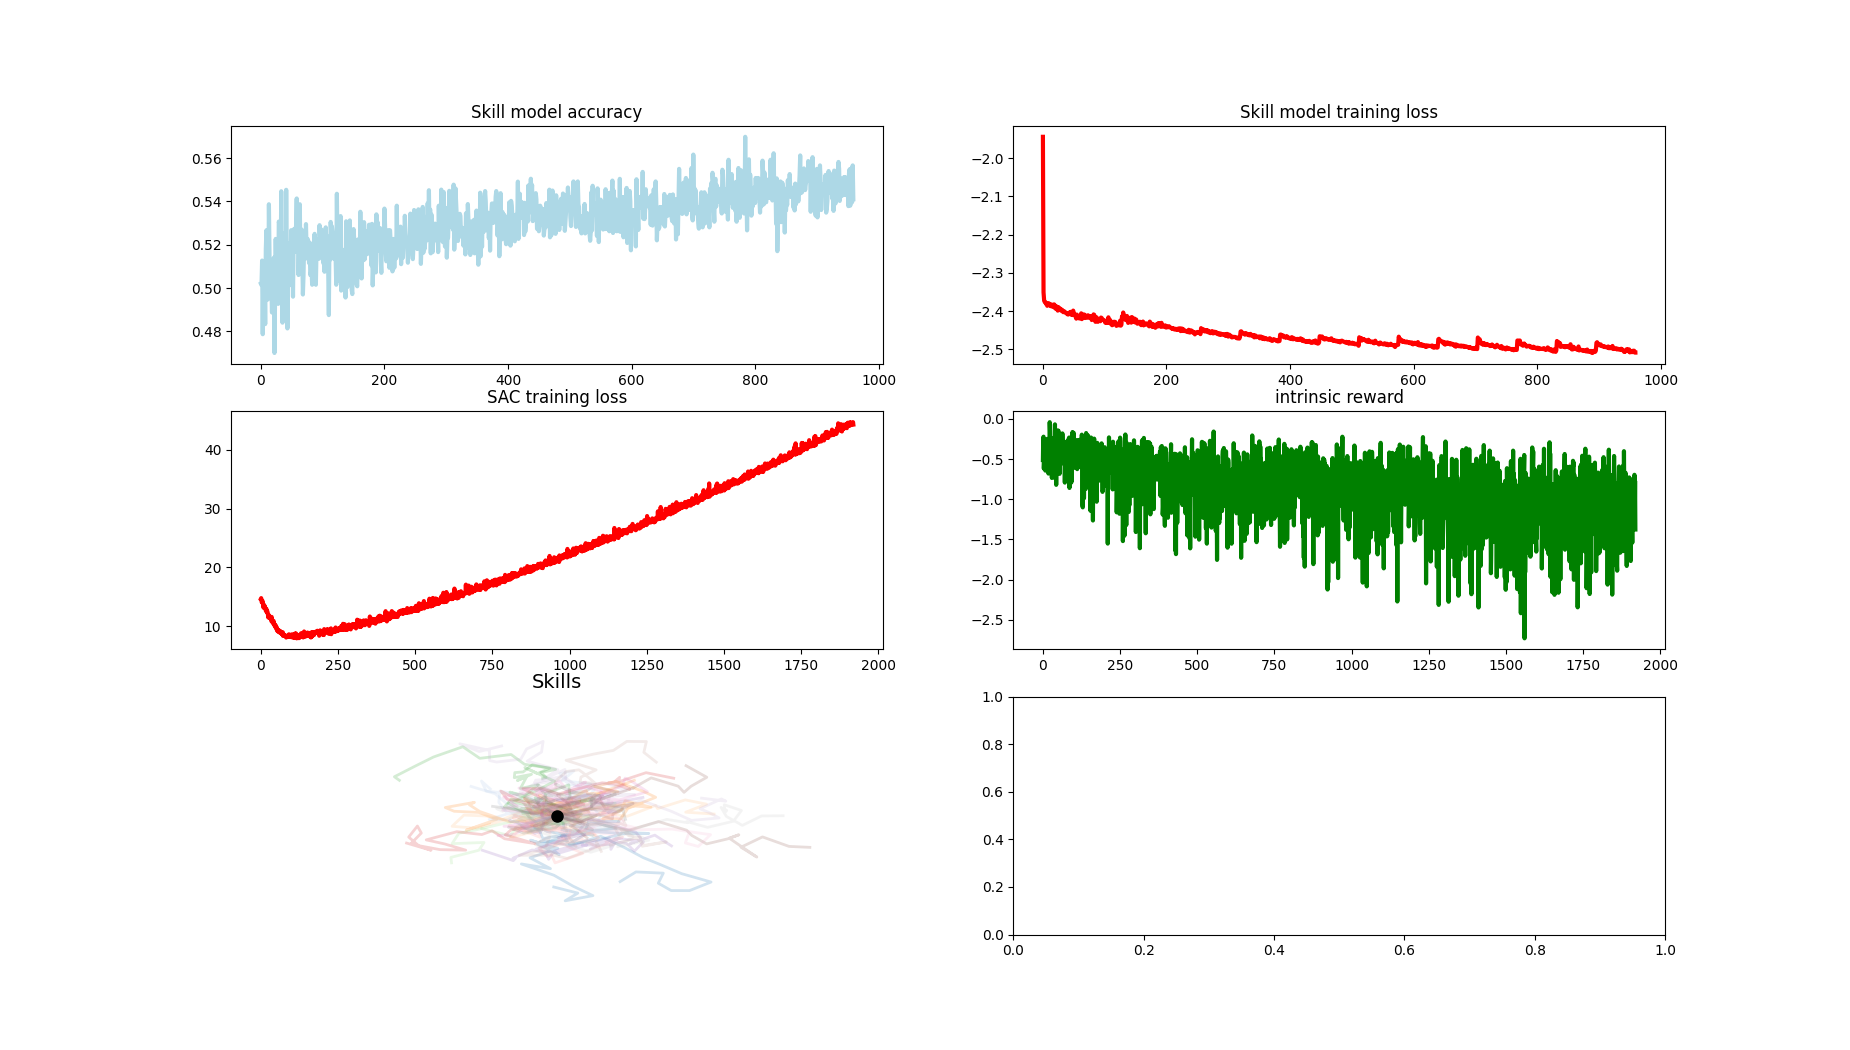 Skill model accuracy
0.56
0.54
0.52
0.50
0.48
0 200 400 600 800 1000
Skill model training loss
−2.0
−2.1
−2.2
−2.3
−2.4
−2.5
0 200 400 600 800 1000
SAC training loss
40
30
20
10
0 250 500 750 1000 1250 1500 1750 2000
intrinsic reward
0.0
−0.5
−1.0
−1.5
−2.0
−2.5
0 250 500 750 1000 1250 1500 1750 2000
Skills
1.0
0.8
0.6
0.4
0.2
0.0
0.0 0.2 0.4 0.6 0.8 1.0